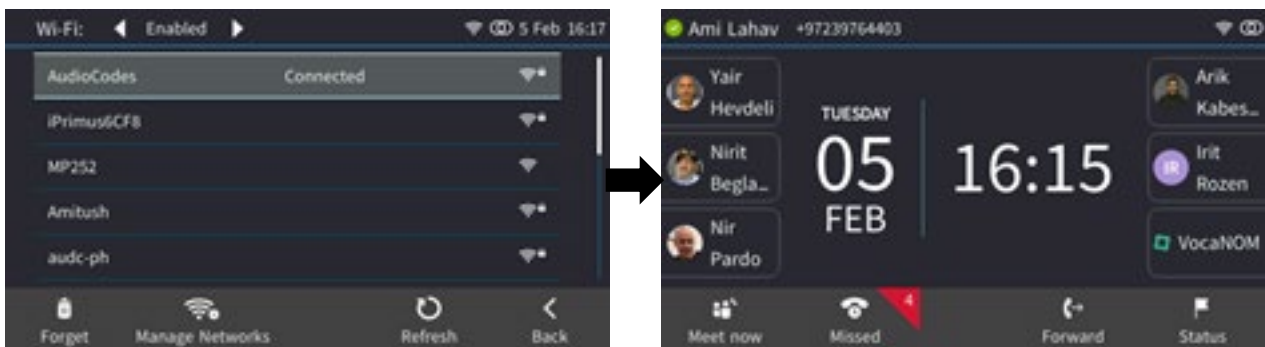 Wi-Fi: Enabled 5 Feb 16:17
AudioCodes Connected
iPrimus6CF8
MP252
Amitush
audc-ph
Forget Manage Networks Refresh Back
Ami Lahav +97239764403
Yair
Hevdeli
Nirit
Begla...
Nir
Pardo
TUESDAY
05
FEB
16:15
Arik
Kabes...
IR
Irit
Rozen
VocaNOM
4
Meet now Missed Forward Status